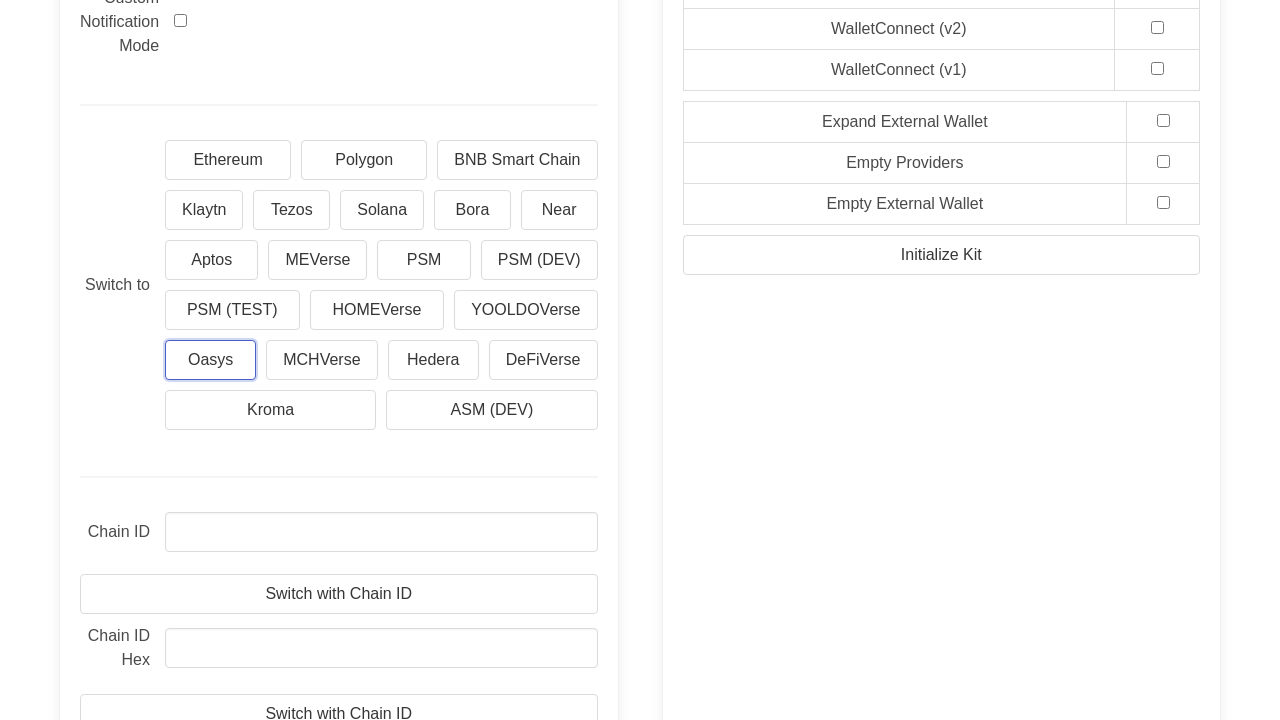 Custom
Notification
Mode
Switch to
Ethereum
Polygon
BNB Smart Chain
Klaytn
Tezos
Solana
Bora
Near
Aptos
MEVerse
PSM
PSM (DEV)
PSM (TEST)
HOMEVerse
YOOLDOVerse
Oasys
MCHVerse
Hedera
DeFiVerse
Kroma
ASM (DEV)
Chain ID
Switch with Chain ID
Chain ID
Hex
Switch with Chain ID
WalletConnect (v2)
WalletConnect (v1)
Expand External Wallet
Empty Providers
Empty External Wallet
Initialize Kit